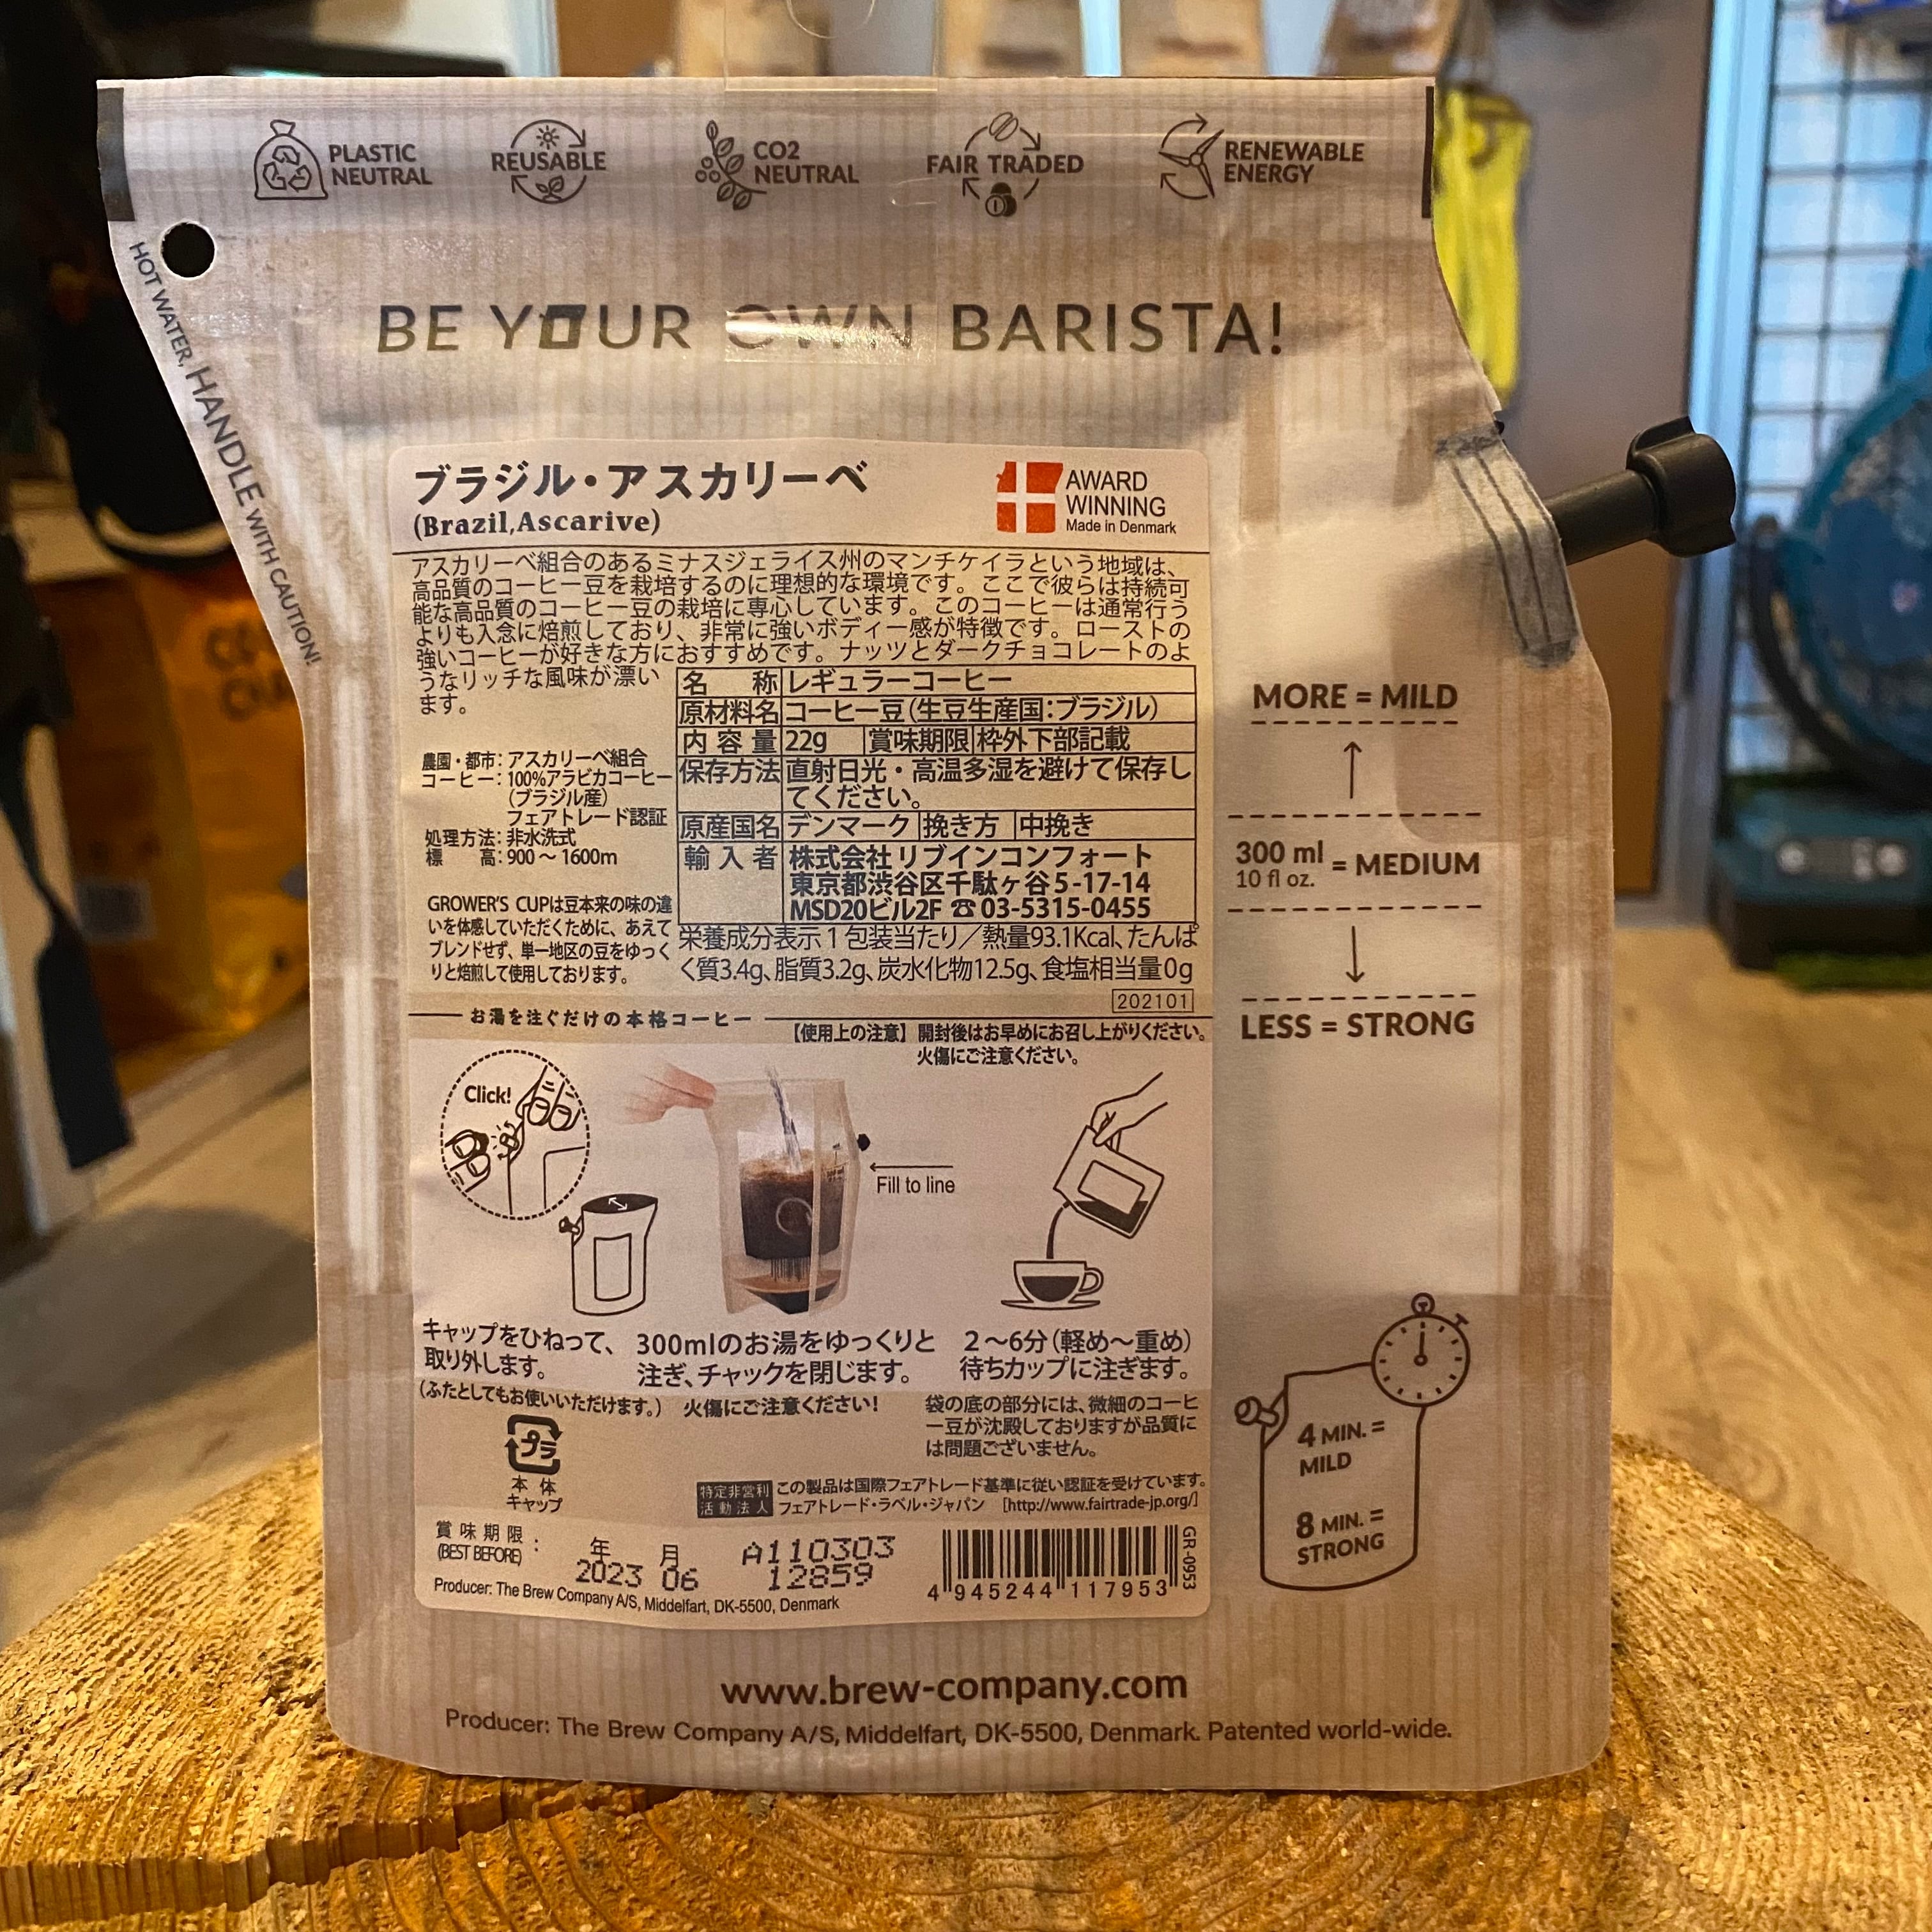 PLASTIC
NEUTRAL
REUSABLE
CO2
NEUTRAL
FAIR TRADED
RENEWABLE
ENERGY
HOT WATER, HANDLE WITH CAUTION!
BE YOUR OWN BARISTA!
ブラジル・アスカリーベ
(Brazil,Ascarive)
AWARD
WINNING
Made in Denmark
アスカリーベ組合のあるミナスジェライス州のマンチケイラという地域は、
高品質のコーヒー豆を栽培するのに理想的な環境です。ここで彼らは持続可
能な高品質のコーヒー豆の栽培に専心しています。このコーヒーは通常行う
よりも入念に焙煎しており、非常に強いボディー感が特徴です。ローストの
強いコーヒーが好きな方におすすめです。ナッツとダークチョコレートのよ
うなリッチな風味が漂い
ます。
農園・都市：アスカリーベ組合
コーヒー：100%アラビカコーヒー
（ブラジル産）
フェアトレード認証
処理方法：非水洗式
標 高：900～1600m
GROWER'S CUPは豆本来の味の違
いを体感していただくために、あえて
ブレンドせず、単一地区の豆をゆっく
りと焙煎して使用しております。
名 称 レギュラーコーヒー
原材料名 コーヒー豆（生豆生産国：ブラジル）
内容量 22g 賞味期限 枠外下部記載
保存方法 直射日光・高温多湿を避けて保存し
てください。
原産国名 デンマーク 挽き方 中挽き
輸入者 株式会社リブインコンフォート
東京都渋谷区千駄ヶ谷5-17-14
MSD20ビル2F ☎03-5315-0455
栄養成分表示1包装当たり／熱量93.1Kcal、たんぱ
く質3.4g、脂質3.2g、炭水化物12.5g、食塩相当量0g
202101
お湯を注ぐだけの本格コーヒー
【使用上の注意】開封後はお早めにお召し上がりください。
火傷にご注意ください。
Click!
Fill to line
キャップをひねって、
取り外します。
（ふたとしてもお使いいただけます。）
300mlのお湯をゆっくりと
注ぎ、チャックを閉じます。
火傷にご注意ください！
2～6分（軽め～重め）
待ちカップに注ぎます。
袋の底の部分には、微細のコーヒ
ー豆が沈殿しておりますが品質に
は問題ございません。
プラ
本体
キャップ
特定非営利
活動法人
この製品は国際フェアトレード基準に従い認証を受けています。
フェアトレード・ラベル・ジャパン [http://www.fairtrade-jp.org/]
賞味期限：
(BEST BEFORE)
年 月
2023 06
A110303
12859
4 945244 117953
GR-0953
Producer: The Brew Company A/S, Middelfart, DK-5500, Denmark
MORE = MILD
300 ml
10 fl oz.
= MEDIUM
LESS = STRONG
4 MIN. =
MILD
8 MIN. =
STRONG
www.brew-company.com
Producer: The Brew Company A/S, Middelfart, DK-5500, Denmark. Patented world-wide.